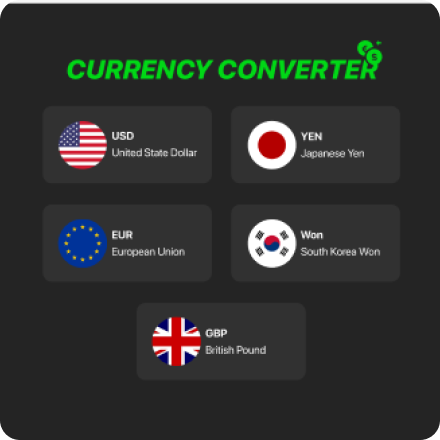 CURRENCY CONVERTER
USD
United State Dollar
YEN
Japanese Yen
EUR
European Union
Won
South Korea Won
GBP
British Pound